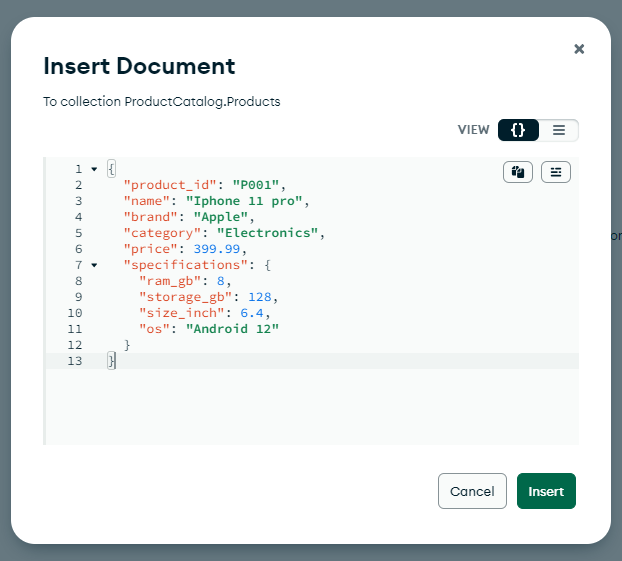 Insert Document
To collection ProductCatalog.Products
VIEW {}
1 {
2 "product_id": "P001",
3 "name": "Iphone 11 pro",
4 "brand": "Apple",
5 "category": "Electronics",
6 "price": 399.99,
7 "specifications": {
8 "ram_gb": 8,
9 "storage_gb": 128,
10 "size_inch": 6.4,
11 "os": "Android 12"
12 }
13 }
Cancel Insert